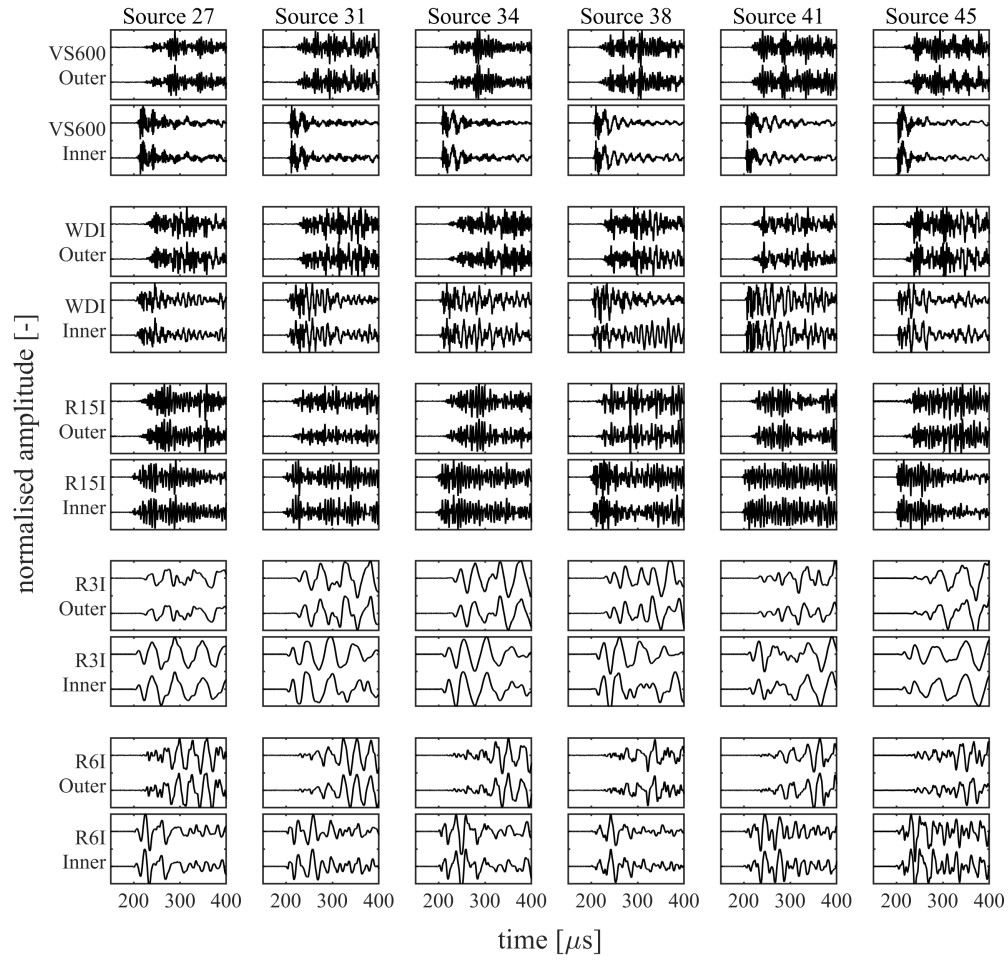 Source 27 Source 31 Source 34 Source 38 Source 41 Source 45
VS600
Outer
VS600
Inner
WDI
Outer
WDI
Inner
R15I
Outer
R15I
Inner
R3I
Outer
R3I
Inner
R6I
Outer
R6I
Inner
normalised amplitude [-]
200 300 400 200 300 400 200 300 400 200 300 400 200 300 400 200 300 400
time [μs]